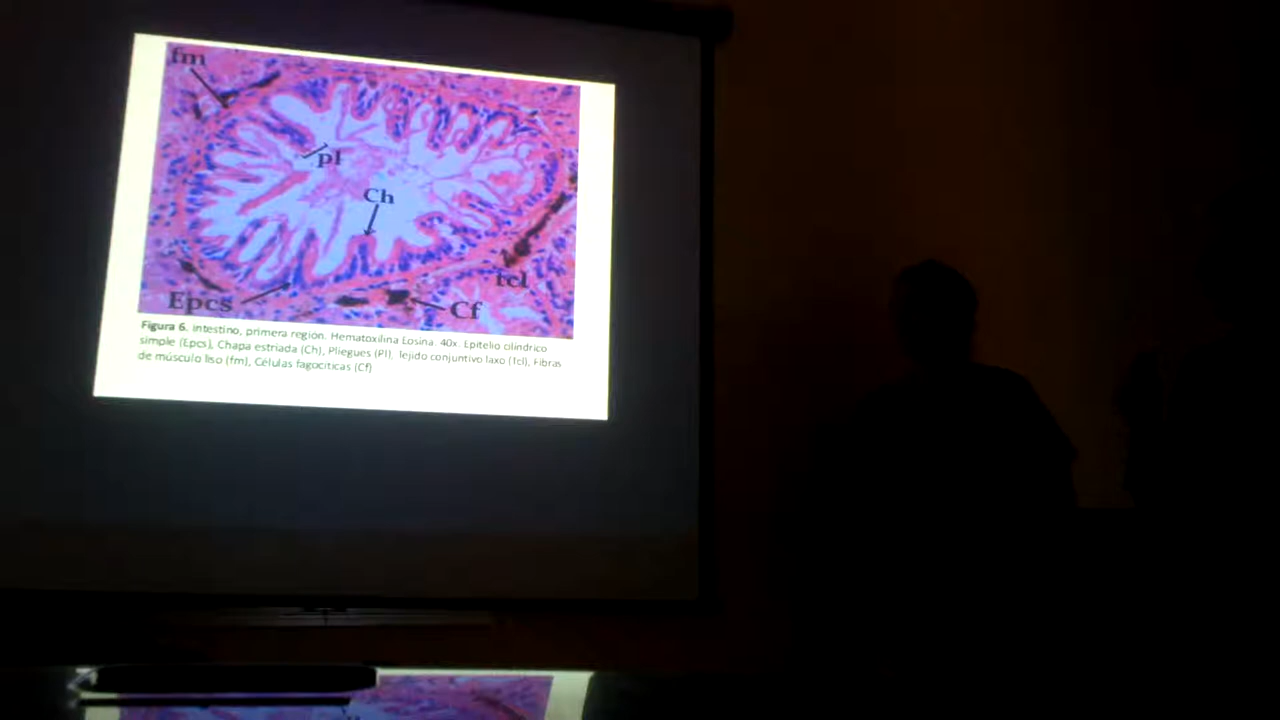 fm
pl
Ch
tcl
Epcs
Cf
Figura 6. intestino, primera region. Hematoxilina Eosina. 40x. Epitelio cilíndrico
simple (Epcs), Chapa estriada (Ch), Pliegues (Pl), Tejido conjuntivo laxo (Tcl), Fibras
de músculo liso (fm), Células fagocíticas (Cf)